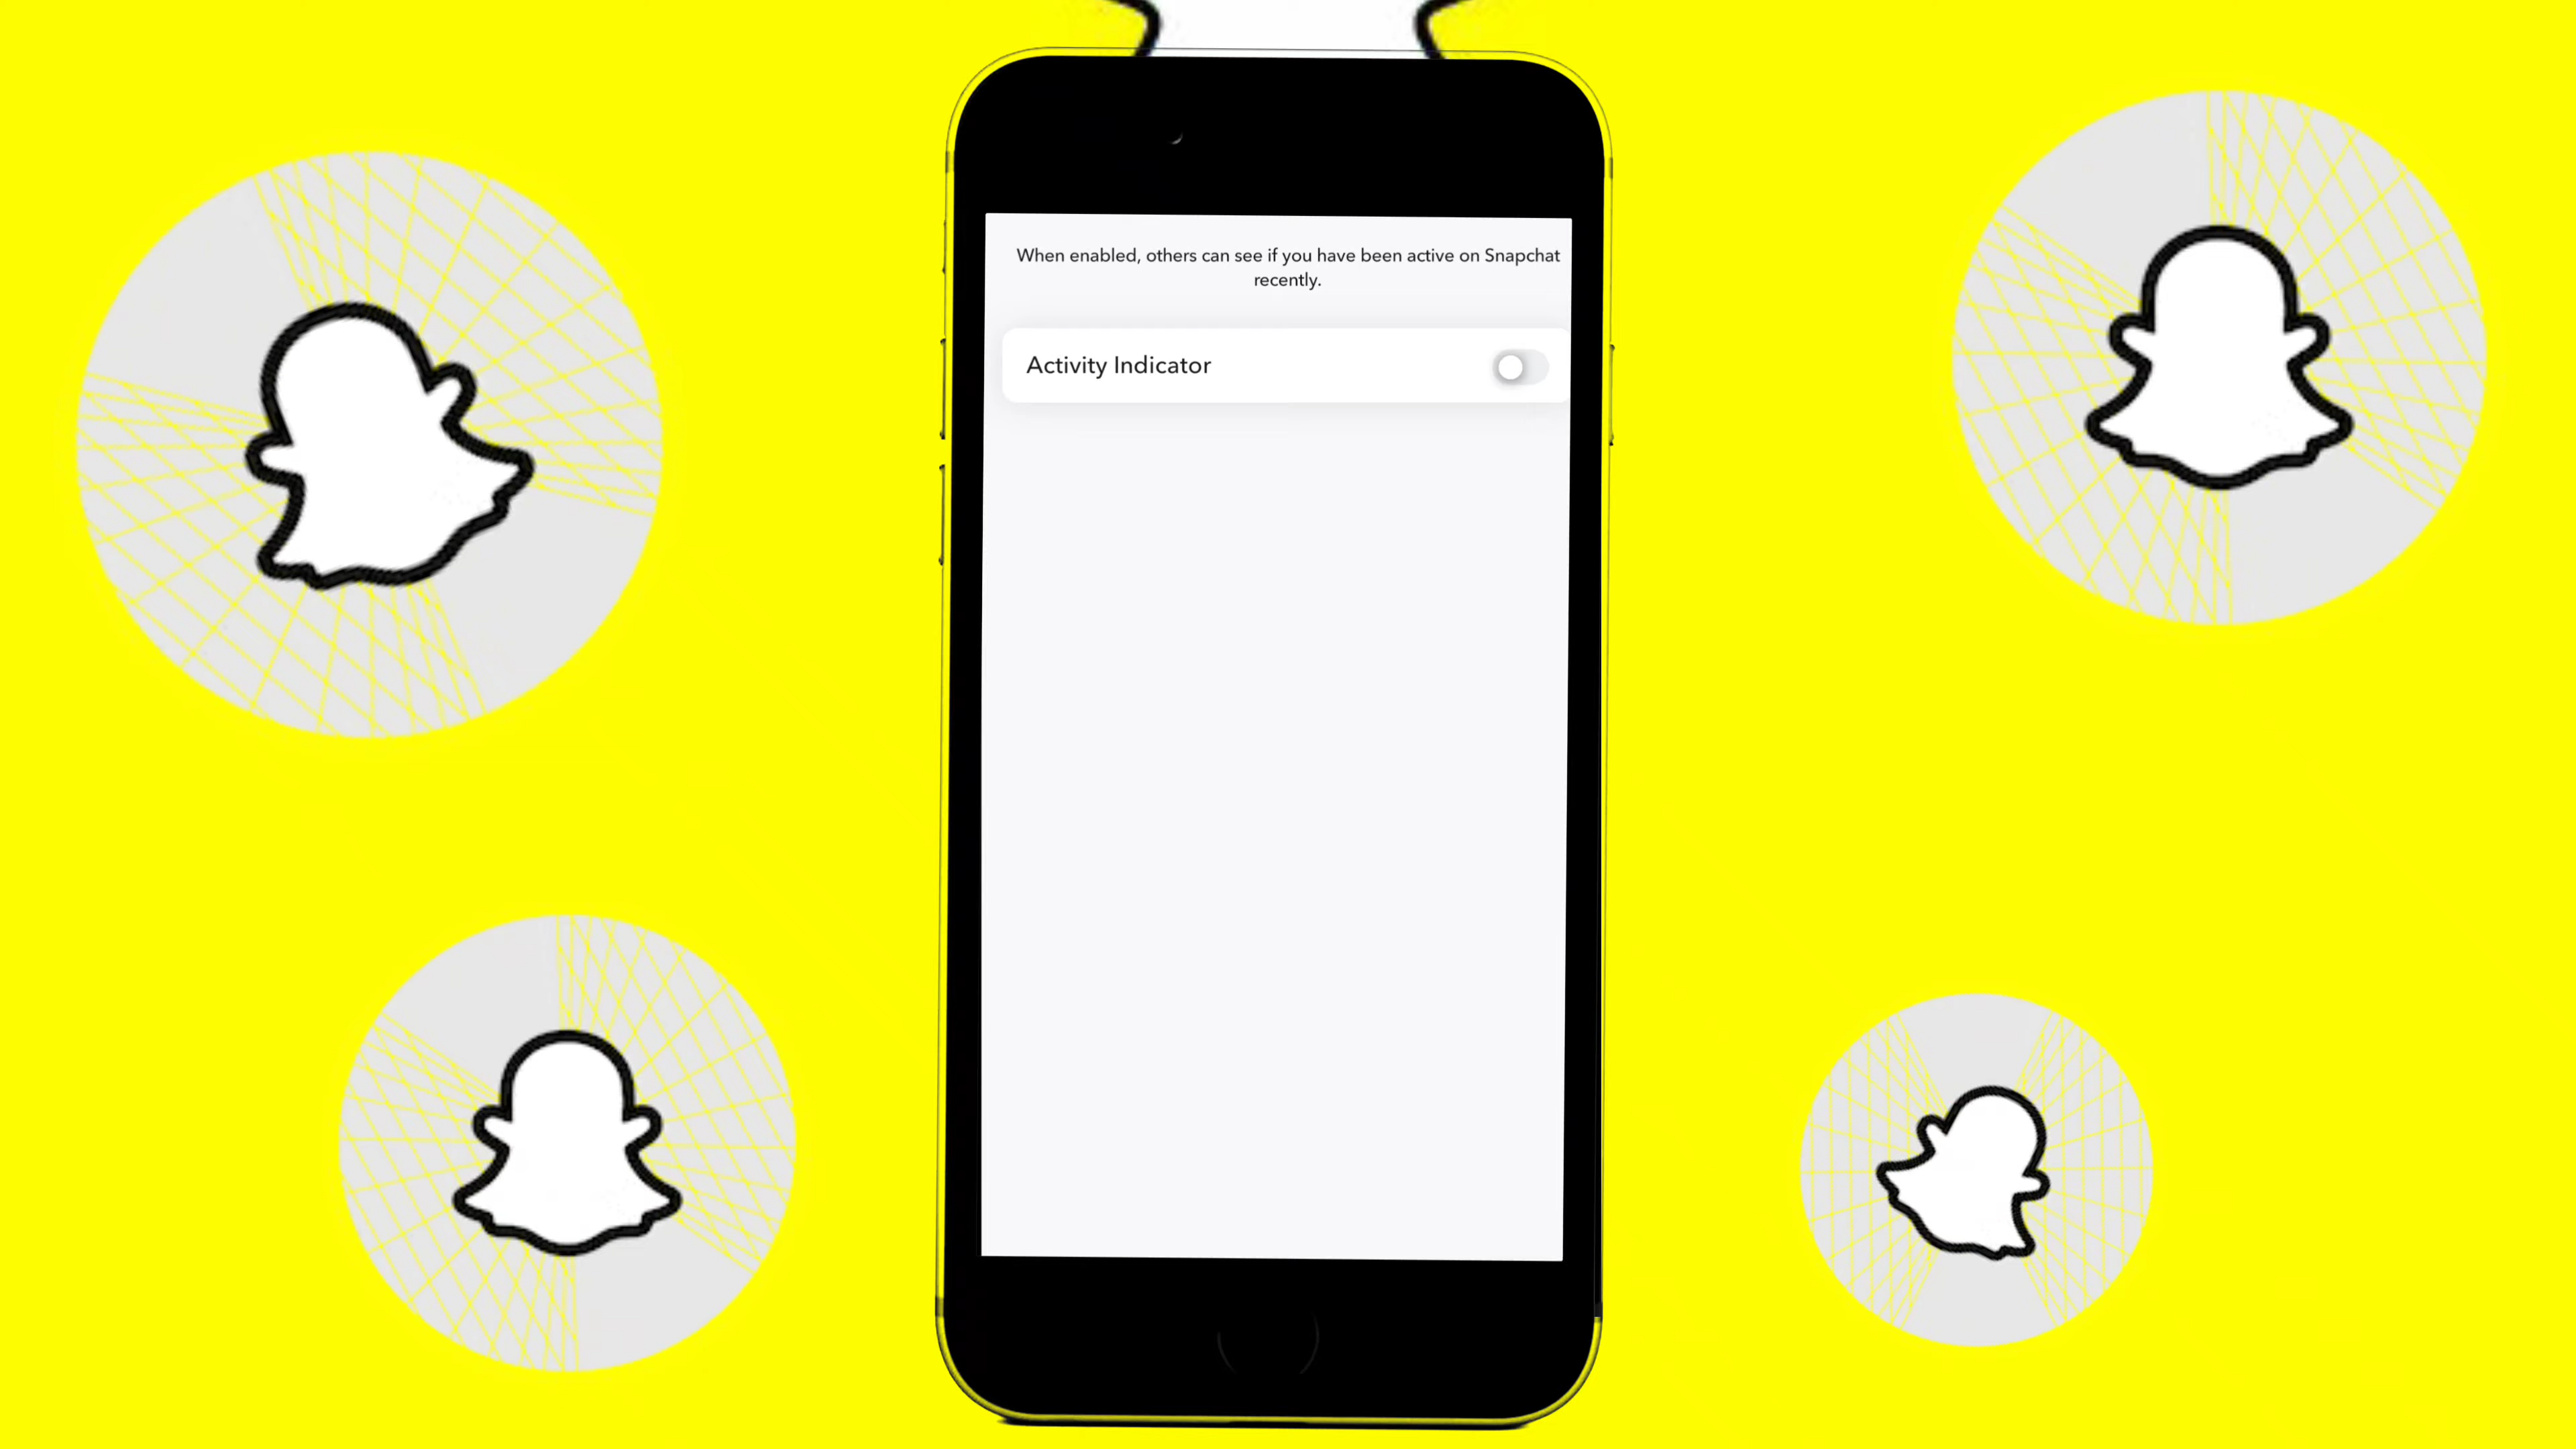 When enabled, others can see if you have been active on Snapchat
recently.
Activity Indicator